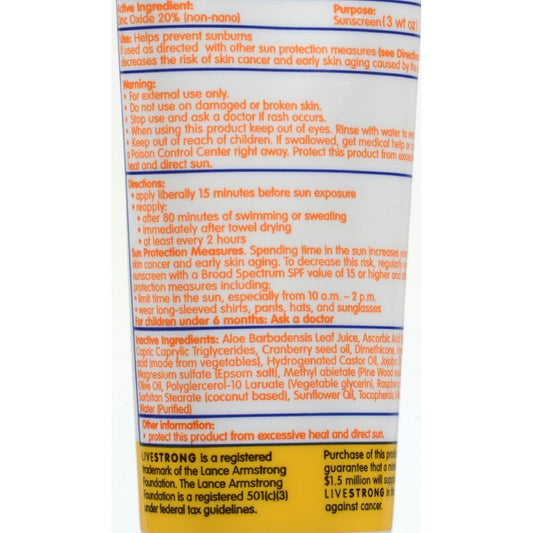 Active Ingredient: Purpose:
Zinc Oxide 20% (non-nano) Sunscreen (3 wt oz)
Use: Helps prevent sunburns
If used as directed with other sun protection measures (see Directions
decreases the risk of skin cancer and early skin aging caused by the
Warning:
• For external use only.
• Do not use on damaged or broken skin.
• Stop use and ask a doctor if rash occurs.
• When using this product keep out of eyes. Rinse with water to
• Keep out of reach of children. If swallowed, get medical help or
a Poison Control Center right away. Protect this product from excess
heat and direct sun.
Directions:
• apply liberally 15 minutes before sun exposure
• reapply:
• after 80 minutes of swimming or sweating
• immediately after towel drying
• at least every 2 hours
Sun Protection Measures. Spending time in the sun increases your
skin cancer and early skin aging. To decrease this risk, regularly
sunscreen with a Broad Spectrum SPF value of 15 or higher and
protection measures including:
• limit time in the sun, especially from 10 a.m. – 2 p.m.
• wear long-sleeved shirts, pants, hats, and sunglasses
For children under 6 months: Ask a doctor
Inactive Ingredients: Aloe Barbadensis Leaf Juice, Ascorbic A
Capric Caprylic Triglycerides, Cranberry seed oil, Dimethicone,
acid (made from vegetables), Hydrogenated Castor Oil, Jojoba
Magnesium sulfate (Epsom salt), Methyl abietate (Pine Wood
Olive Oil, Polyglercerol-10 Laruate (Vegetable glycerin), Raspberry
Sorbitan Stearate (coconut based), Sunflower Oil, Tocopherols
Water (Purified)
Other information:
• protect this product from excessive heat and direct sun.
LIVESTRONG is a registered
trademark of the Lance Armstrong
Foundation. The Lance Armstrong
Foundation is a registered 501(c)(3)
under federal tax guidelines.
Purchase of this produ
guarantee that a mini
$1.5 million will supp
LIVESTRONG in the
against cancer.